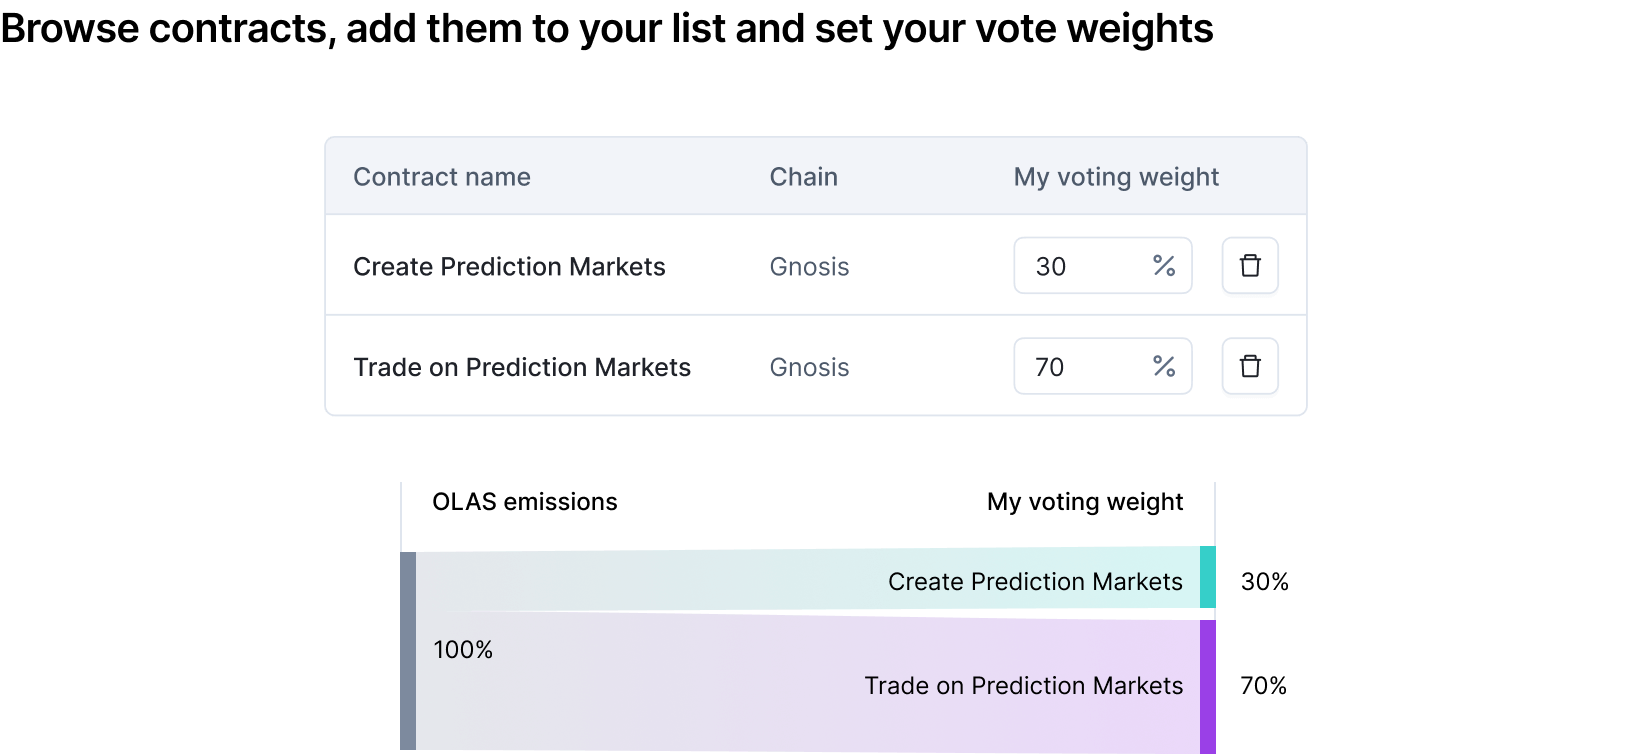 Browse contracts, add them to your list and set your vote weights
Contract name Chain My voting weight
Create Prediction Markets Gnosis 30 %
Trade on Prediction Markets Gnosis 70 %
OLAS emissions My voting weight
Create Prediction Markets 30%
100%
Trade on Prediction Markets 70%